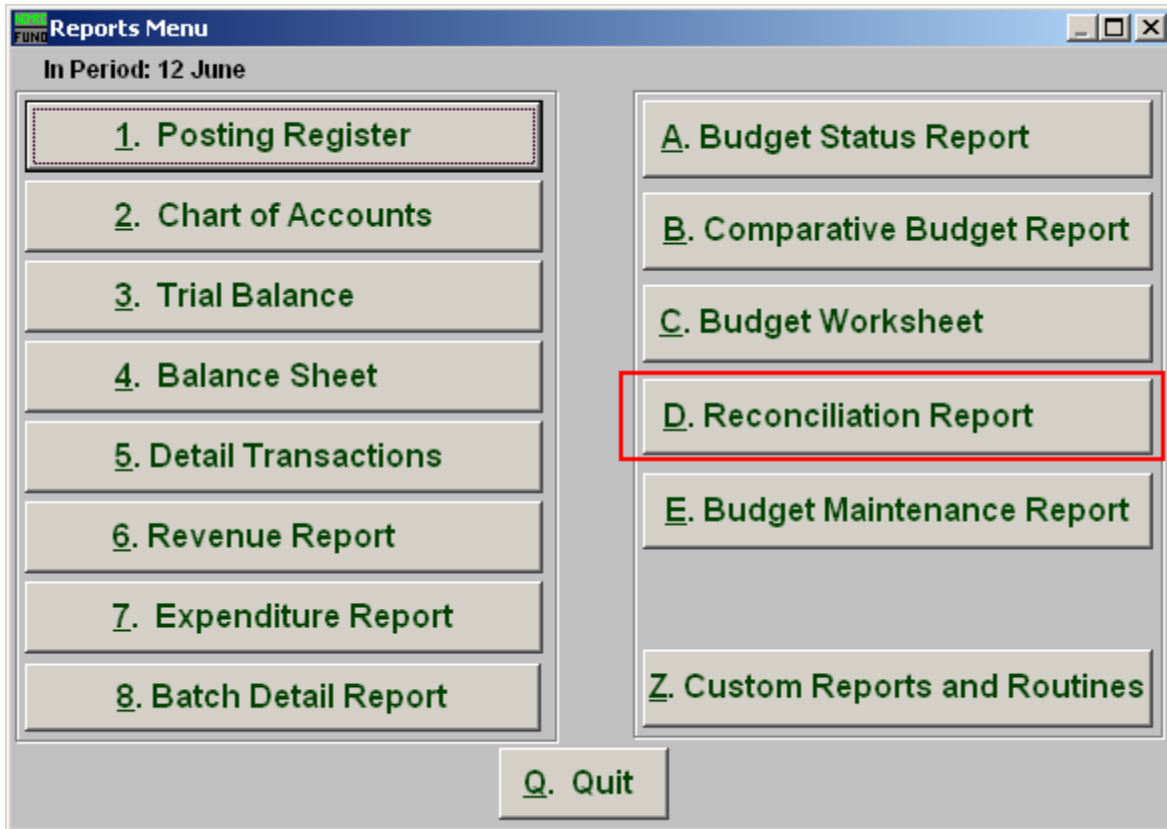 FUND Reports Menu
In Period: 12 June
1. Posting Register
2. Chart of Accounts
3. Trial Balance
4. Balance Sheet
5. Detail Transactions
6. Revenue Report
7. Expenditure Report
8. Batch Detail Report
A. Budget Status Report
B. Comparative Budget Report
C. Budget Worksheet
D. Reconciliation Report
E. Budget Maintenance Report
Z. Custom Reports and Routines
Q. Quit